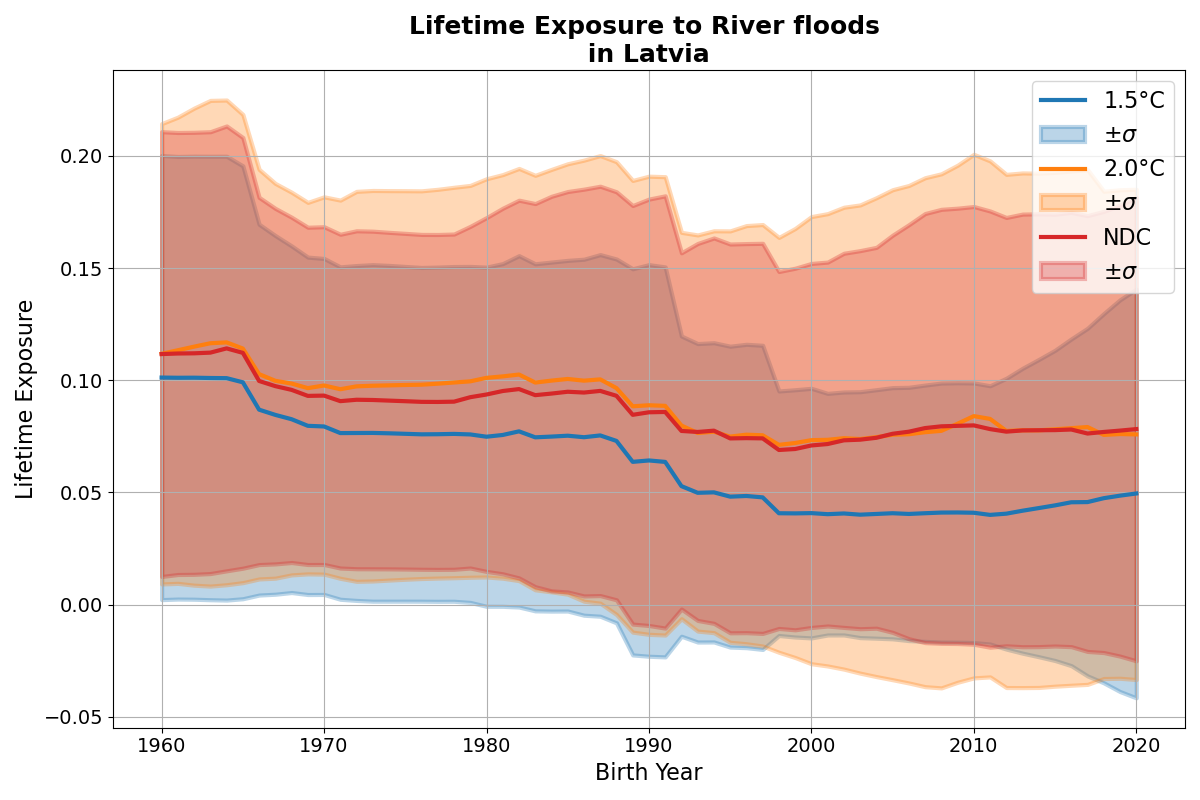 Lifetime Exposure to River floods
in Latvia
1.5°C
±σ
2.0°C
±σ
NDC
±σ
Lifetime Exposure
0.20
0.15
0.10
0.05
0.00
−0.05
1960
1970
1980
1990
2000
2010
2020
Birth Year